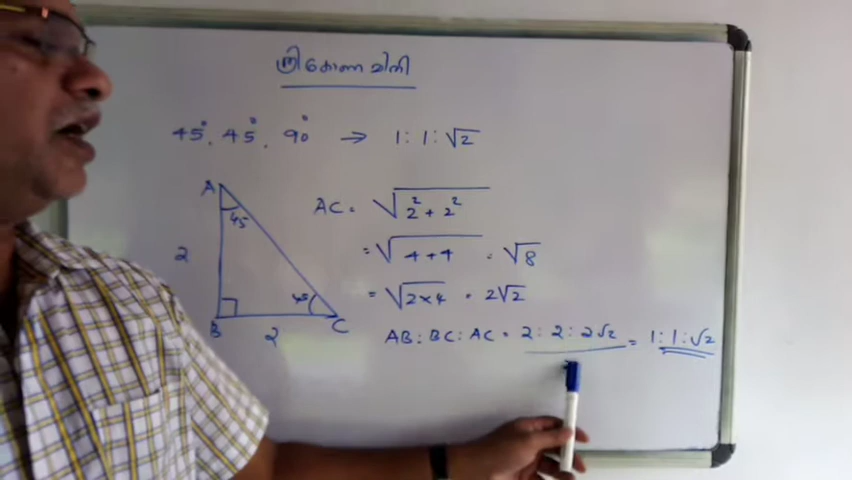 ത്രികോണമിതി
45°, 45°, 90° → 1 : 1 : √2
A
45
2
B
2
45
C
AC = √2² + 2²
= √4 + 4 = √8
= √2×4 = 2√2
AB : BC : AC = 2 : 2 : 2√2 = 1 : 1 : √2